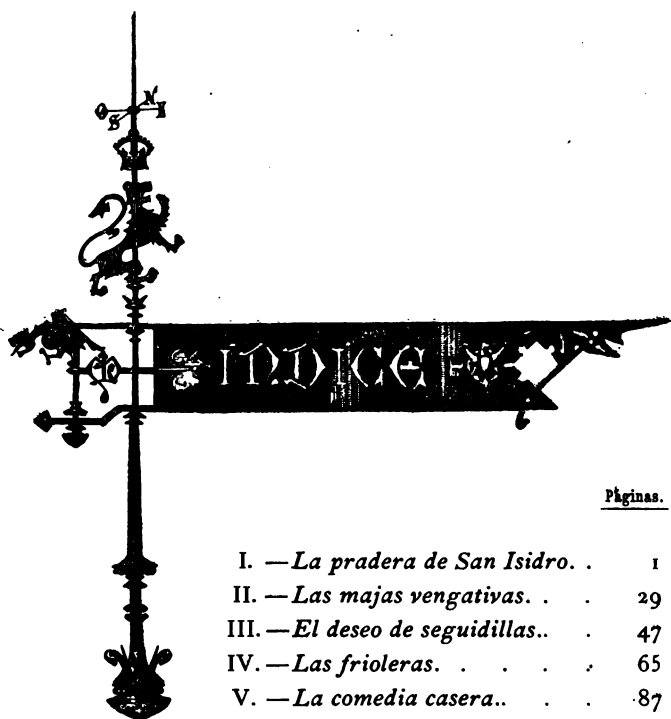 N
O E
S
INDICE
Páginas.
I. —La pradera de San Isidro. . 1
II. —Las majas vengativas. . . 29
III. —El deseo de seguidillas.. . 47
IV. —Las frioleras. . . . . 65
V. —La comedia casera.. . . 87